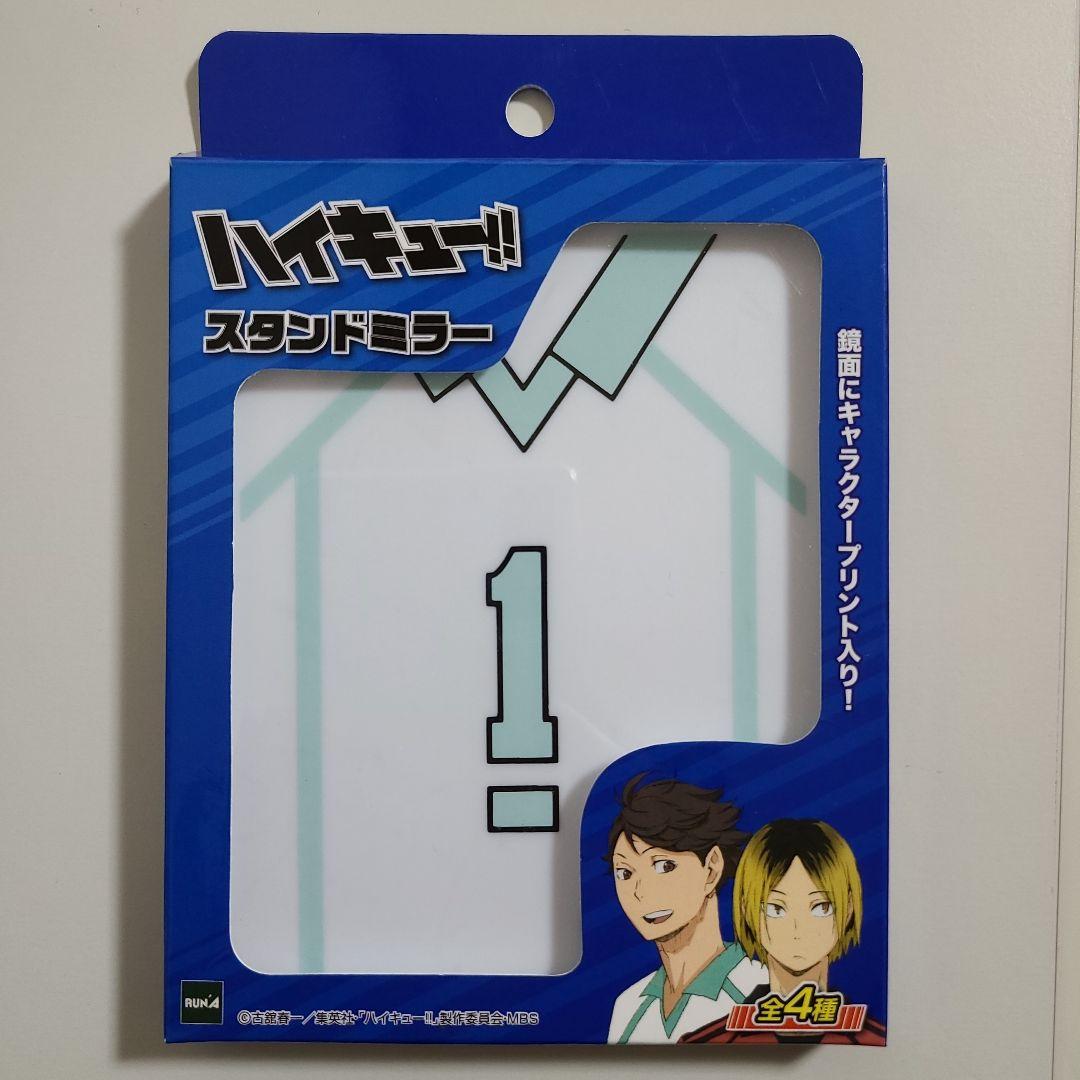 ハイキュー!!
スタンドミラー
鏡面にキャラクタープリント入り!
1
RUN'A
©古舘春一/集英社・「ハイキュー!!」製作委員会・MBS
全4種